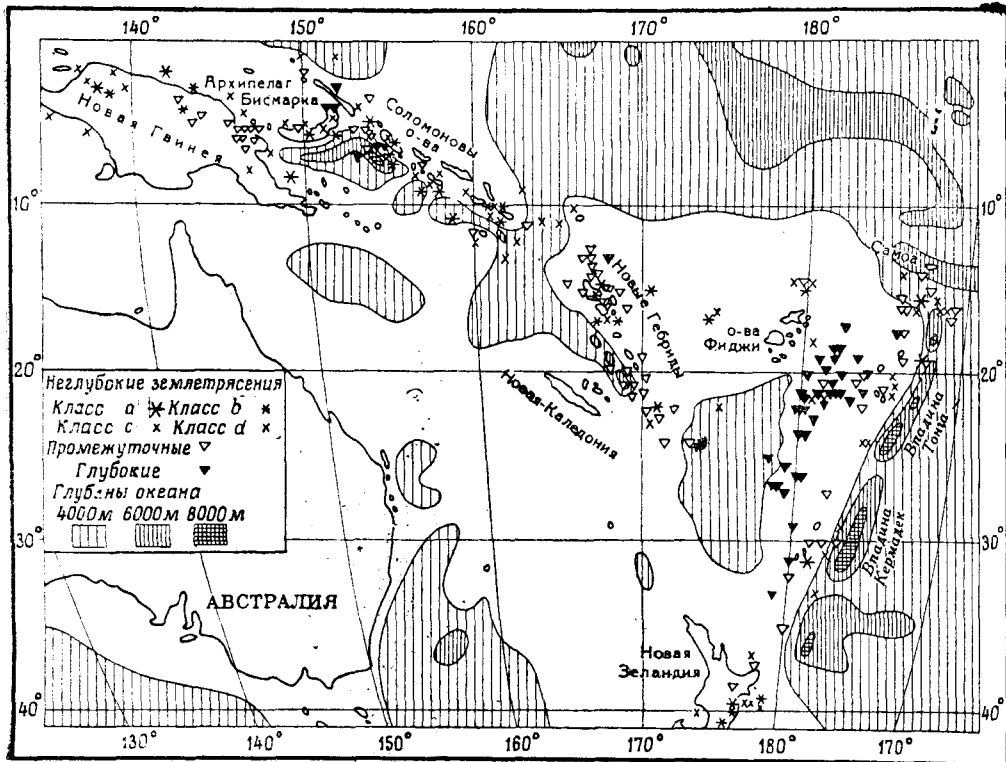 140° 150° 160° 170° 180°
Архипелаг
Бисмарка
Соломоновы
о-ва
Новая Гвинея
10° 10°
Самоа
Новые Гебриды
о-ва
Фиджи
20° 20°
Новая-Каледония
Впадина
Тонга
Неглубокие землетрясения
Класс a Класс b
Класс c Класс d
Промежуточные
Глубокие
Глубины океана
4000м 6000м 8000м
30° 30°
Впадина
Кермадек
АВСТРАЛИЯ
Новая
Зеландия
40° 40°
130° 140° 150° 160° 170° 180° 170°